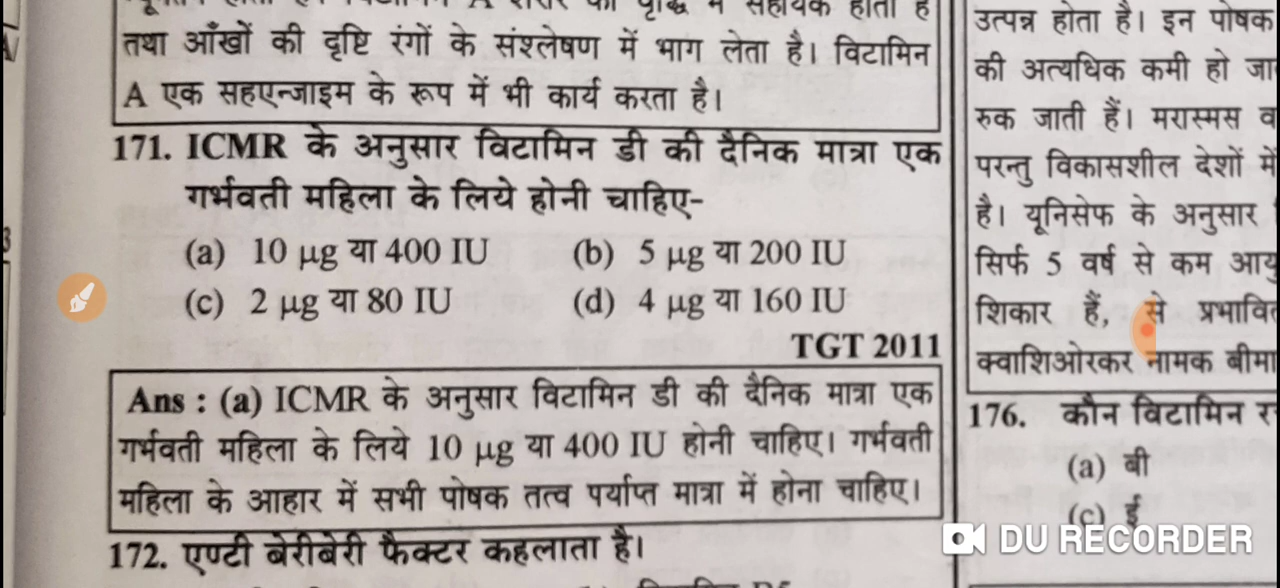 तथा आँखों की दृष्टि रंगों के संश्लेषण में भाग लेता है। विटामिन
A एक सहएन्जाइम के रूप में भी कार्य करता है।
171. ICMR के अनुसार विटामिन डी की दैनिक मात्रा एक
गर्भवती महिला के लिये होनी चाहिए-
(a) 10 µg या 400 IU (b) 5 µg या 200 IU
(c) 2 µg या 80 IU (d) 4 µg या 160 IU
TGT 2011
Ans : (a) ICMR के अनुसार विटामिन डी की दैनिक मात्रा एक
गर्भवती महिला के लिये 10 µg या 400 IU होनी चाहिए। गर्भवती
महिला के आहार में सभी पोषक तत्व पर्याप्त मात्रा में होना चाहिए।
172. एण्टी बेरीबेरी फैक्टर कहलाता है।
उत्पन्न होता है। इन पोषक
की अत्यधिक कमी हो
रुक जाती हैं। मरास्मस
परन्तु विकासशील देशों में
है। यूनिसेफ के अनुसार
सिर्फ 5 वर्ष से कम
शिकार हैं, से
क्वाशिओरकर नामक
176. कौन विटामिन
(a) बी
(c) ई
DU RECORDER